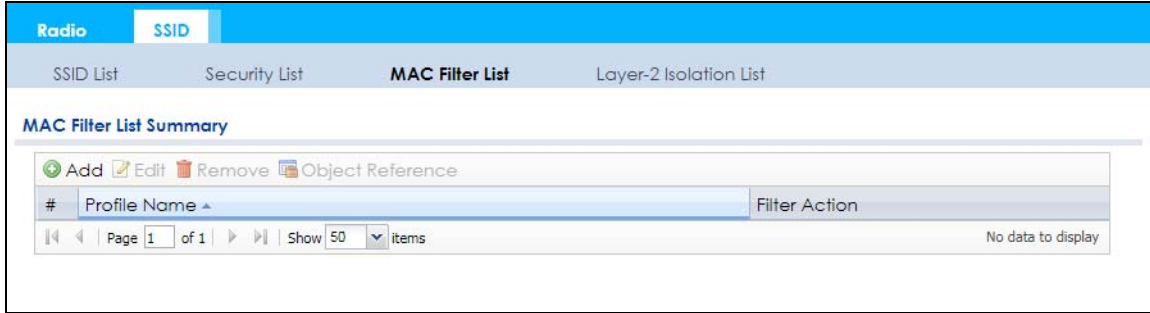 Radio SSID
SSID List Security List MAC Filter List Layer-2 Isolation List
MAC Filter List Summary
Add Edit Remove Object Reference
# Profile Name Filter Action
Page 1 of 1 Show 50 items No data to display